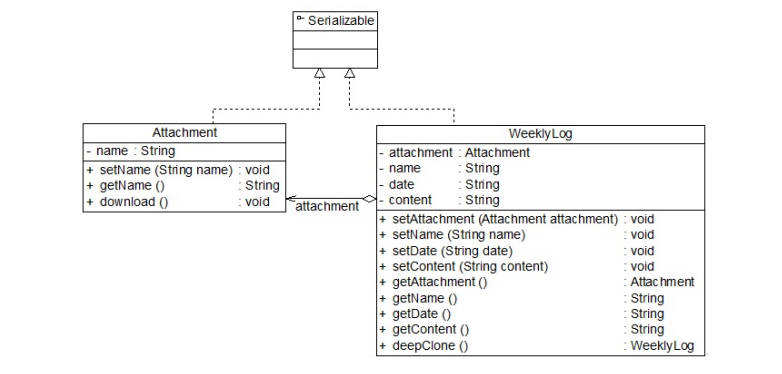 Serializable
Attachment
- name : String
+ setName (String name) : void
+ getName () : String
+ download () : void
attachment
WeeklyLog
- attachment : Attachment
- name : String
- date : String
- content : String
+ setAttachment (Attachment attachment) : void
+ setName (String name) : void
+ setDate (String date) : void
+ setContent (String content) : void
+ getAttachment () : Attachment
+ getName () : String
+ getDate () : String
+ getContent () : String
+ deepClone () : WeeklyLog